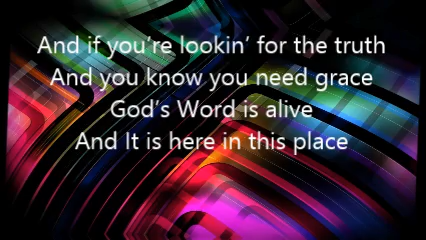 And if you’re lookin’ for the truth
And you know you need grace
God’s Word is alive
And It is here in this place